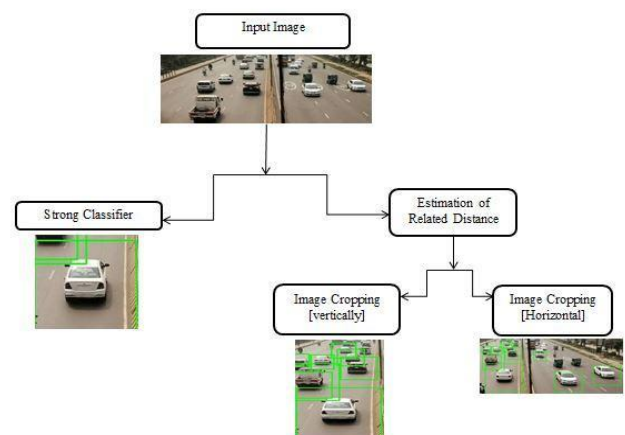 Input Image
Strong Classifier
Estimation of
Related Distance
Image Cropping
[vertically]
Image Cropping
[Horizontal]